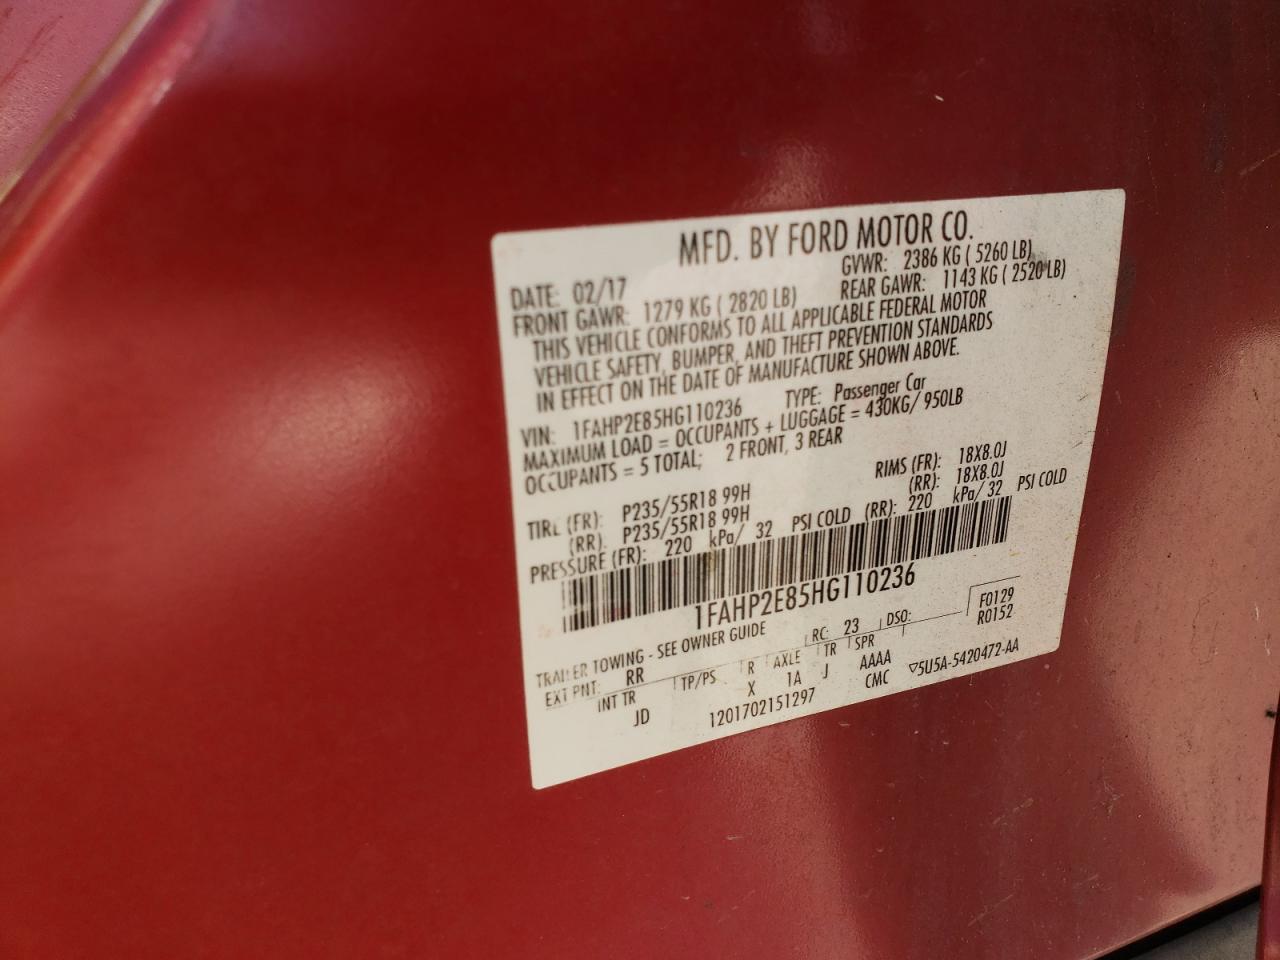 MFD. BY FORD MOTOR CO.
DATE: 02/17 GVWR: 2386 KG ( 5260 LB)
FRONT GAWR: 1279 KG ( 2820 LB) REAR GAWR: 1143 KG ( 2520 LB)
THIS VEHICLE CONFORMS TO ALL APPLICABLE FEDERAL MOTOR
VEHICLE SAFETY, BUMPER, AND THEFT PREVENTION STANDARDS
IN EFFECT ON THE DATE OF MANUFACTURE SHOWN ABOVE.
VIN: 1FAHP2E85HG110236 TYPE: Passenger Car
MAXIMUM LOAD = OCCUPANTS + LUGGAGE = 430KG/ 950LB
OCCUPANTS = 5 TOTAL; 2 FRONT, 3 REAR
TIRE (FR): P235/55R18 99H RIMS (FR): 18X8.0J
(RR): P235/55R18 99H (RR): 18X8.0J
PRESSURE (FR): 220 kPa/ 32 PSI COLD (RR): 220 kPa/ 32 PSI COLD
1FAHP2E85HG110236
TRAILER TOWING - SEE OWNER GUIDE
F0129
EXT PNT: RR RC: 23 DSO: R0152
INT TR TP/PS R AXLE TR SPR
JD X 1A J AAAA
1201702151297 CMC ▽5U5A-5420472-AA